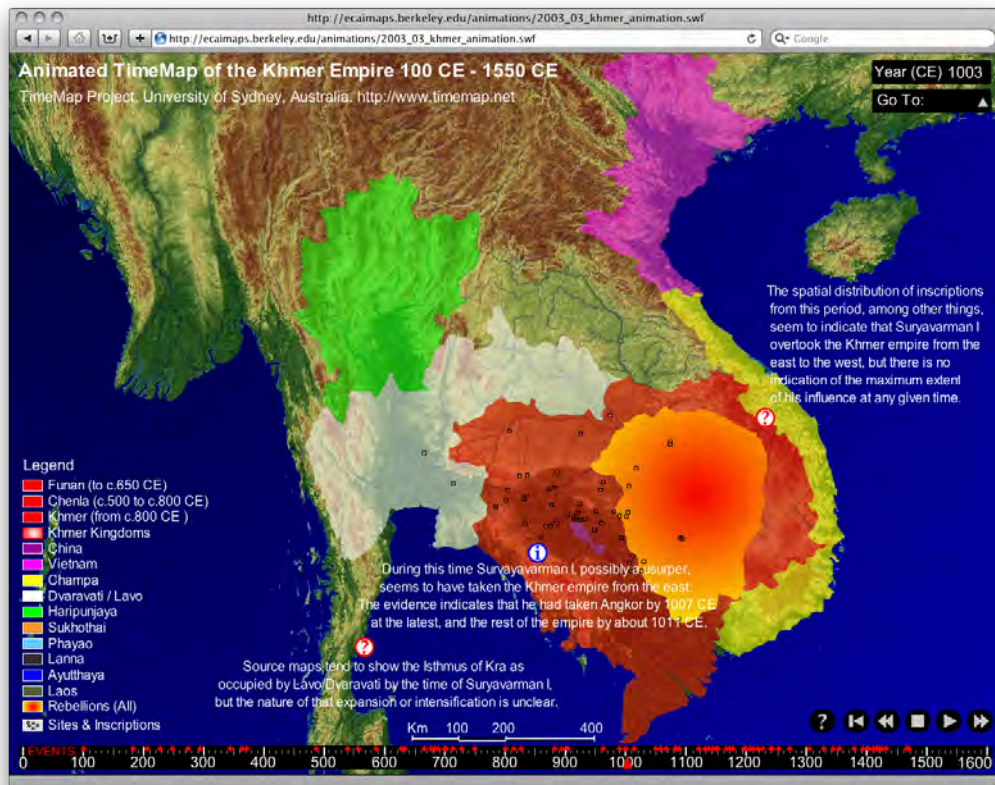 http://ecaimaps.berkeley.edu/animations/2003_03_khmer_animation.swf
http://ecaimaps.berkeley.edu/animations/2003_03_khmer_animation.swf
Google
Animated TimeMap of the Khmer Empire 100 CE - 1550 CE
TimeMap Project, University of Sydney, Australia. http://www.timemap.net
Year (CE) 1003
Go To:
The spatial distribution of inscriptions
from this period, among other things,
seem to indicate that Suryavarman I
overtook the Khmer empire from the
east to the west, but there is no
indication of the maximum extent
of his influence at any given time.
?
Legend
Funan (to c.650 CE)
Chenla (c.500 to c.800 CE)
Khmer (from c.800 CE )
Khmer Kingdoms
China
Vietnam
Champa
Dvaravati / Lavo
Haripunjaya
Sukhothai
Phayao
Lanna
Ayutthaya
Laos
Rebellions (All)
Sites & Inscriptions
i
During this time Suryayavarman I, possibly a usurper,
seems to have taken the Khmer empire from the east:
The evidence indicates that he had taken Angkor by 1007 CE
at the latest, and the rest of the empire by about 1011 CE.
?
Source maps tend to show the Isthmus of Kra as
occupied by Lavo/Dvaravati by the time of Suryavarman I,
but the nature of that expansion or intensification is unclear.
Km 100 200 400
?
EVENTS
0 100 200 300 400 500 600 700 800 900 1000 1100 1200 1300 1400 1500 1600